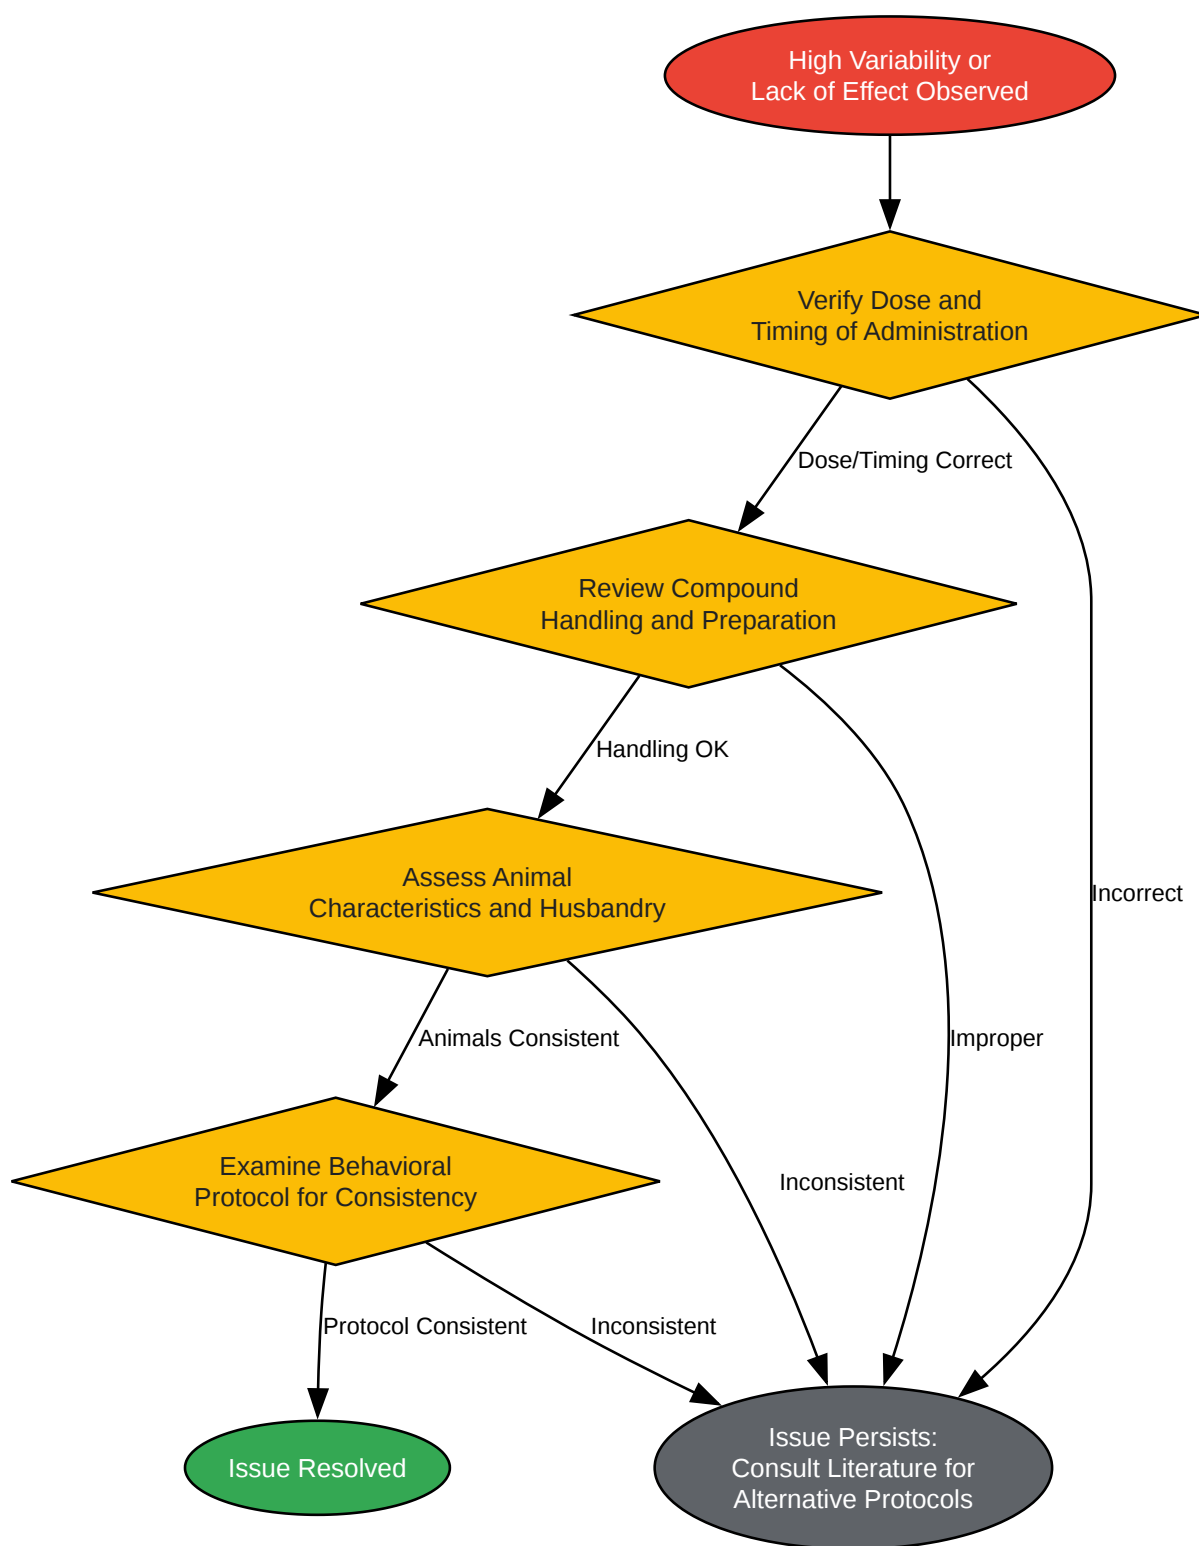 High Variability or
Lack of Effect Observed
Verify Dose and
Timing of Administration
Dose/Timing Correct
Review Compound
Handling and Preparation
Handling OK
Assess Animal
Characteristics and Husbandry
Incorrect
Animals Consistent
Improper
Examine Behavioral
Protocol for Consistency
Inconsistent
Protocol Consistent
Inconsistent
Issue Resolved
Issue Persists:
Consult Literature for
Alternative Protocols